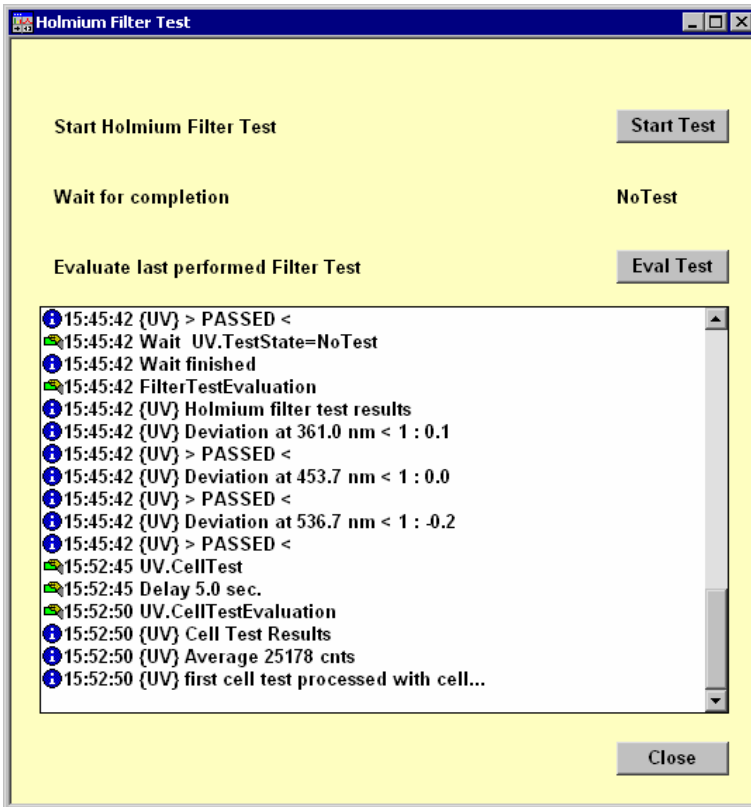 Holmium Filter Test
Start Holmium Filter Test Start Test
Wait for completion NoTest
Evaluate last performed Filter Test Eval Test
15:45:42 {UV} > PASSED <
15:45:42 Wait  UV.TestState=NoTest
15:45:42 Wait finished
15:45:42 FilterTestEvaluation
15:45:42 {UV} Holmium filter test results
15:45:42 {UV} Deviation at 361.0 nm < 1 : 0.1
15:45:42 {UV} > PASSED <
15:45:42 {UV} Deviation at 453.7 nm < 1 : 0.0
15:45:42 {UV} > PASSED <
15:45:42 {UV} Deviation at 536.7 nm < 1 : -0.2
15:45:42 {UV} > PASSED <
15:52:45 UV.CellTest
15:52:45 Delay 5.0 sec.
15:52:50 UV.CellTestEvaluation
15:52:50 {UV} Cell Test Results
15:52:50 {UV} Average 25178 cnts
15:52:50 {UV} first cell test processed with cell...
Close